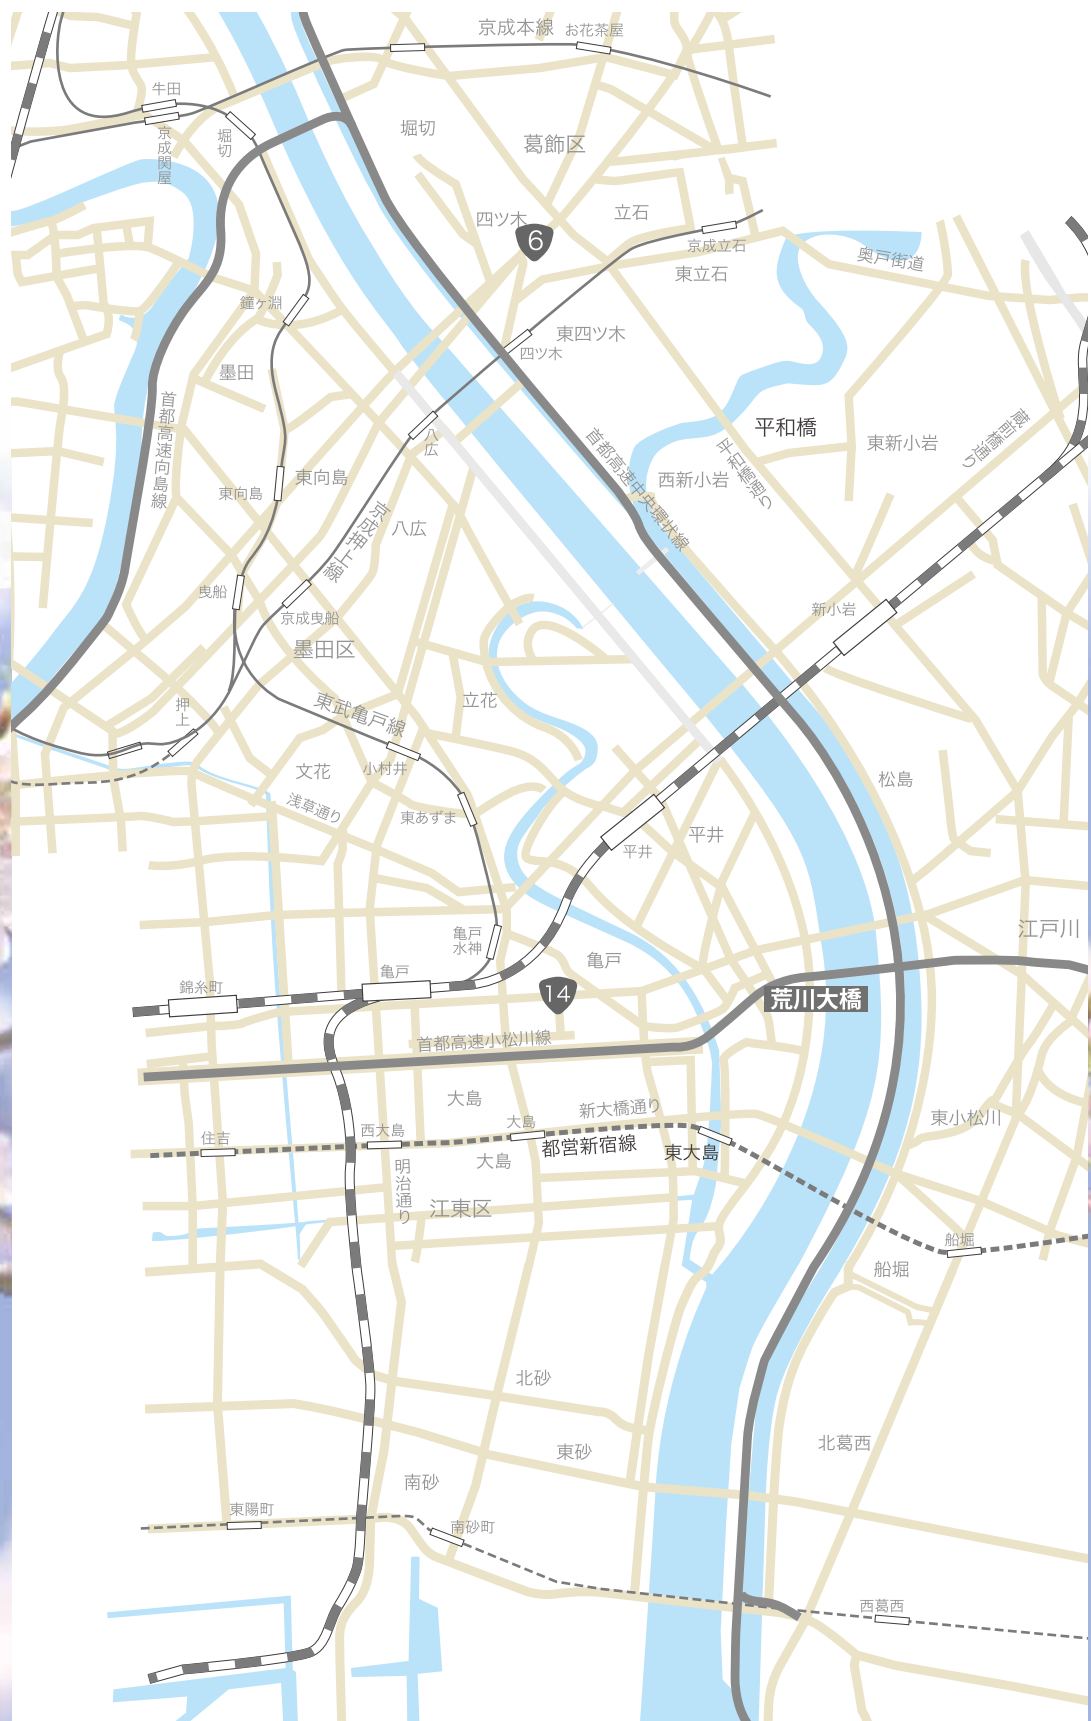 京成本線
お花茶屋
牛田
京成関屋
堀切
堀切
葛飾区
四ツ木
立石
6
京成立石
東立石
奥戸街道
鐘ヶ淵
東四ツ木
四ツ木
墨田
首都高速向島線
八広
平和橋
東新小岩
蔵前橋通り
首都高速中央環状線
平和橋通り
西新小岩
東向島
東向島
京成押上線
八広
曳船
京成曳船
新小岩
墨田区
押上
東武亀戸線
立花
文花
小村井
浅草通り
東あずま
松島
平井
平井
江戸川
亀戸水神
亀戸
亀戸
錦糸町
14
荒川大橋
首都高速小松川線
大島
新大橋通り
東小松川
住吉
西大島
大島
都営新宿線
東大島
大島
明治通り
江東区
船堀
船堀
北砂
東砂
北葛西
南砂
東陽町
南砂町
西葛西